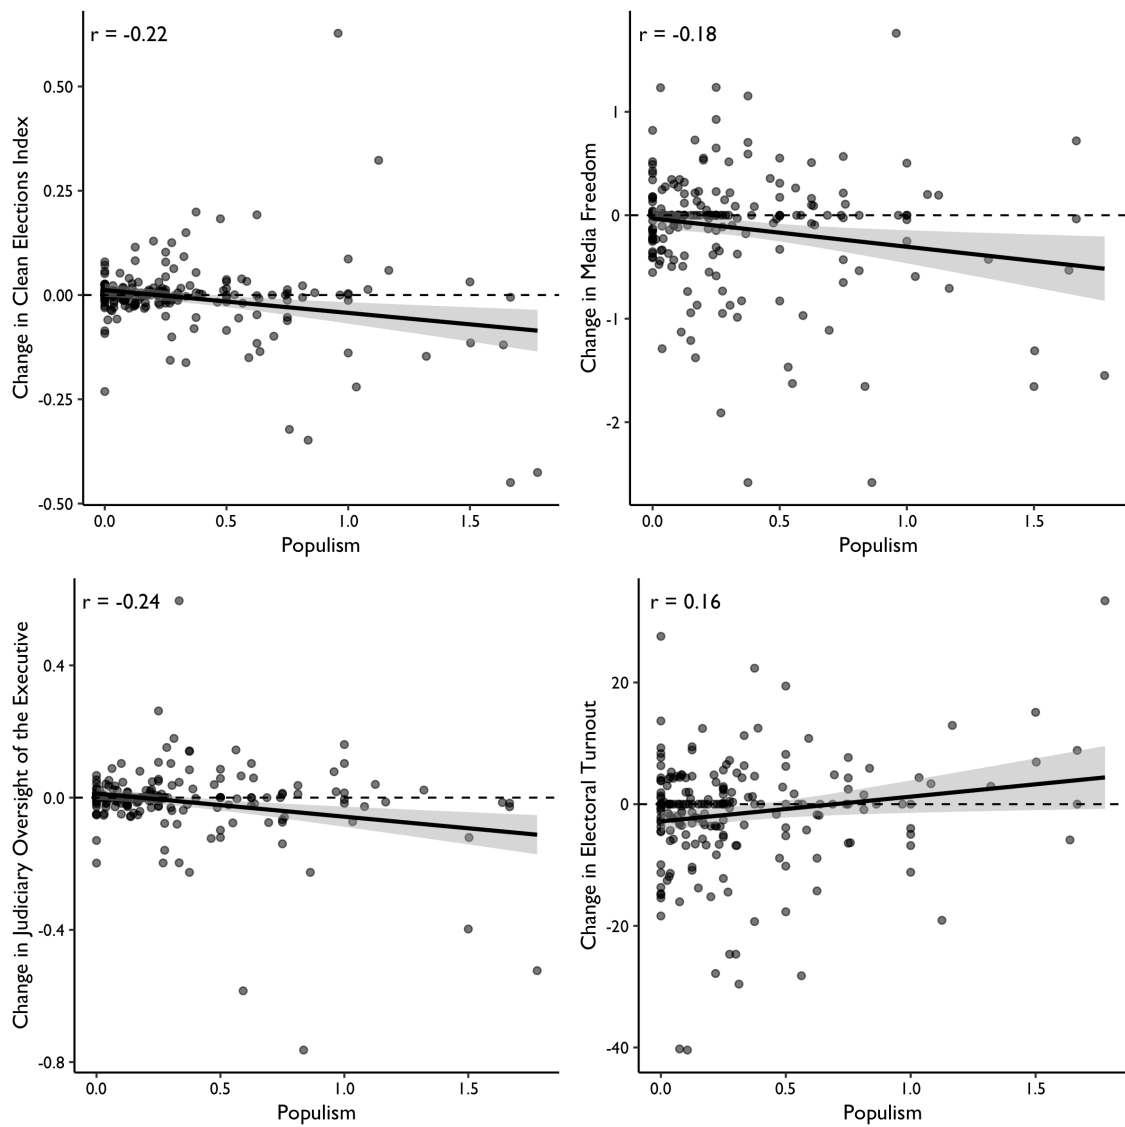 r = -0.22
Change in Clean Elections Index
0.50
0.25
0.00
-0.25
-0.50
0.0 0.5 1.0 1.5
Populism
r = -0.18
Change in Media Freedom
1
0
-1
-2
0.0 0.5 1.0 1.5
Populism
r = -0.24
Change in Judiciary Oversight of the Executive
0.4
0.0
-0.4
-0.8
0.0 0.5 1.0 1.5
Populism
r = 0.16
Change in Electoral Turnout
20
0
-20
-40
0.0 0.5 1.0 1.5
Populism